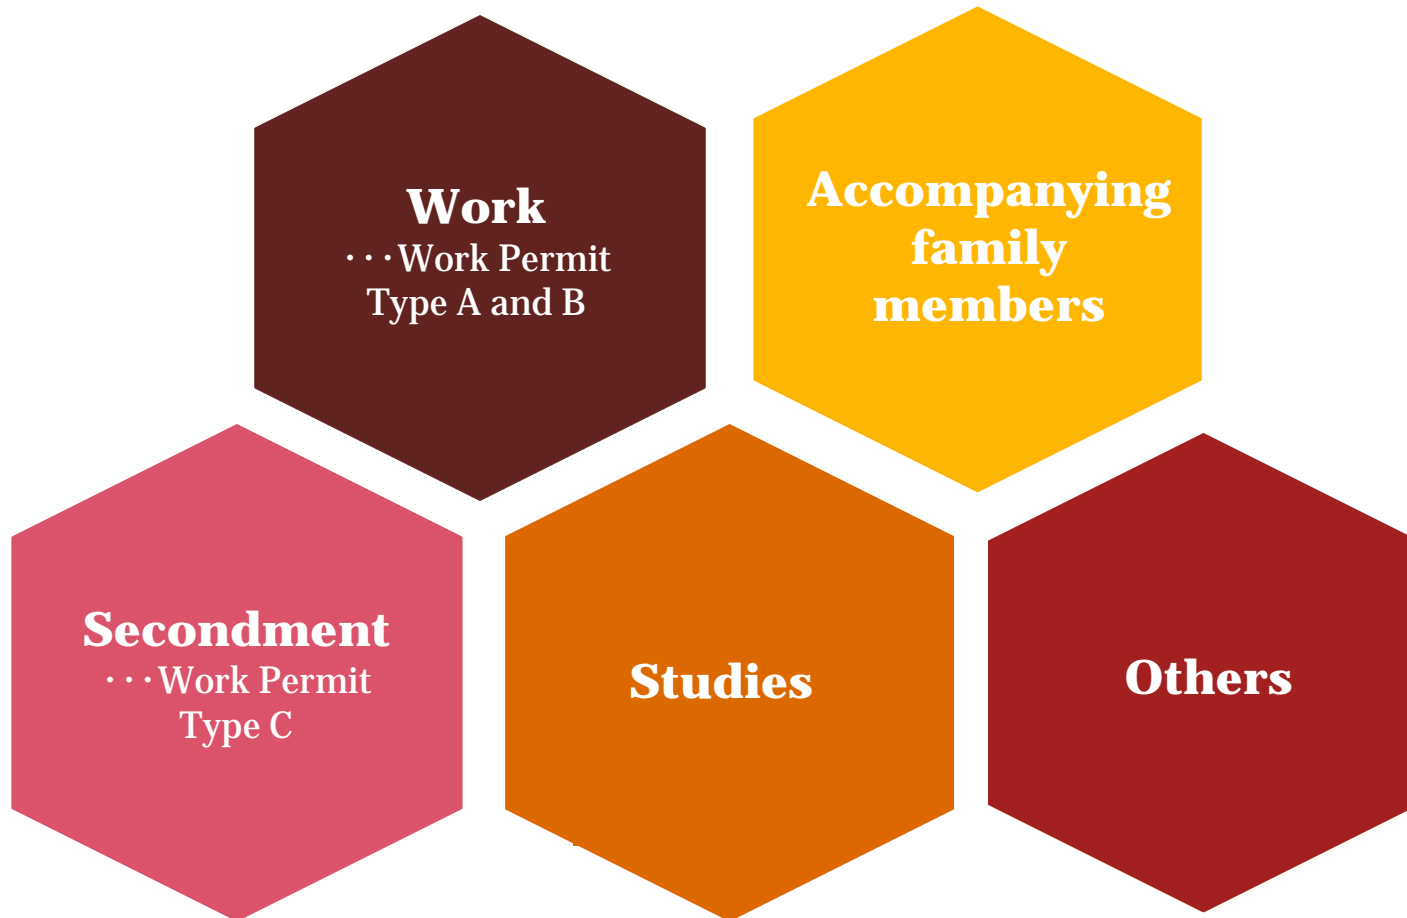 Work
···Work Permit
Type A and B
Accompanying
family
members
Secondment
···Work Permit
Type C
Studies
Others